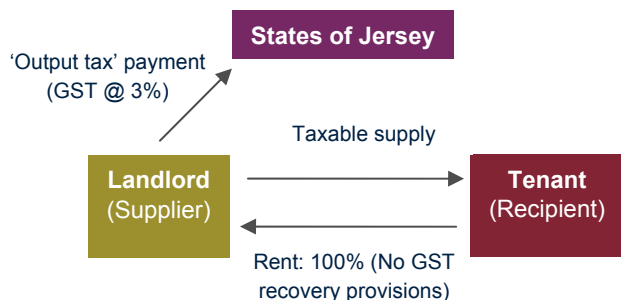 States of Jersey
‘Output tax’ payment
(GST @ 3%)
Taxable supply
Landlord
(Supplier)
Tenant
(Recipient)
Rent: 100% (No GST
recovery provisions)